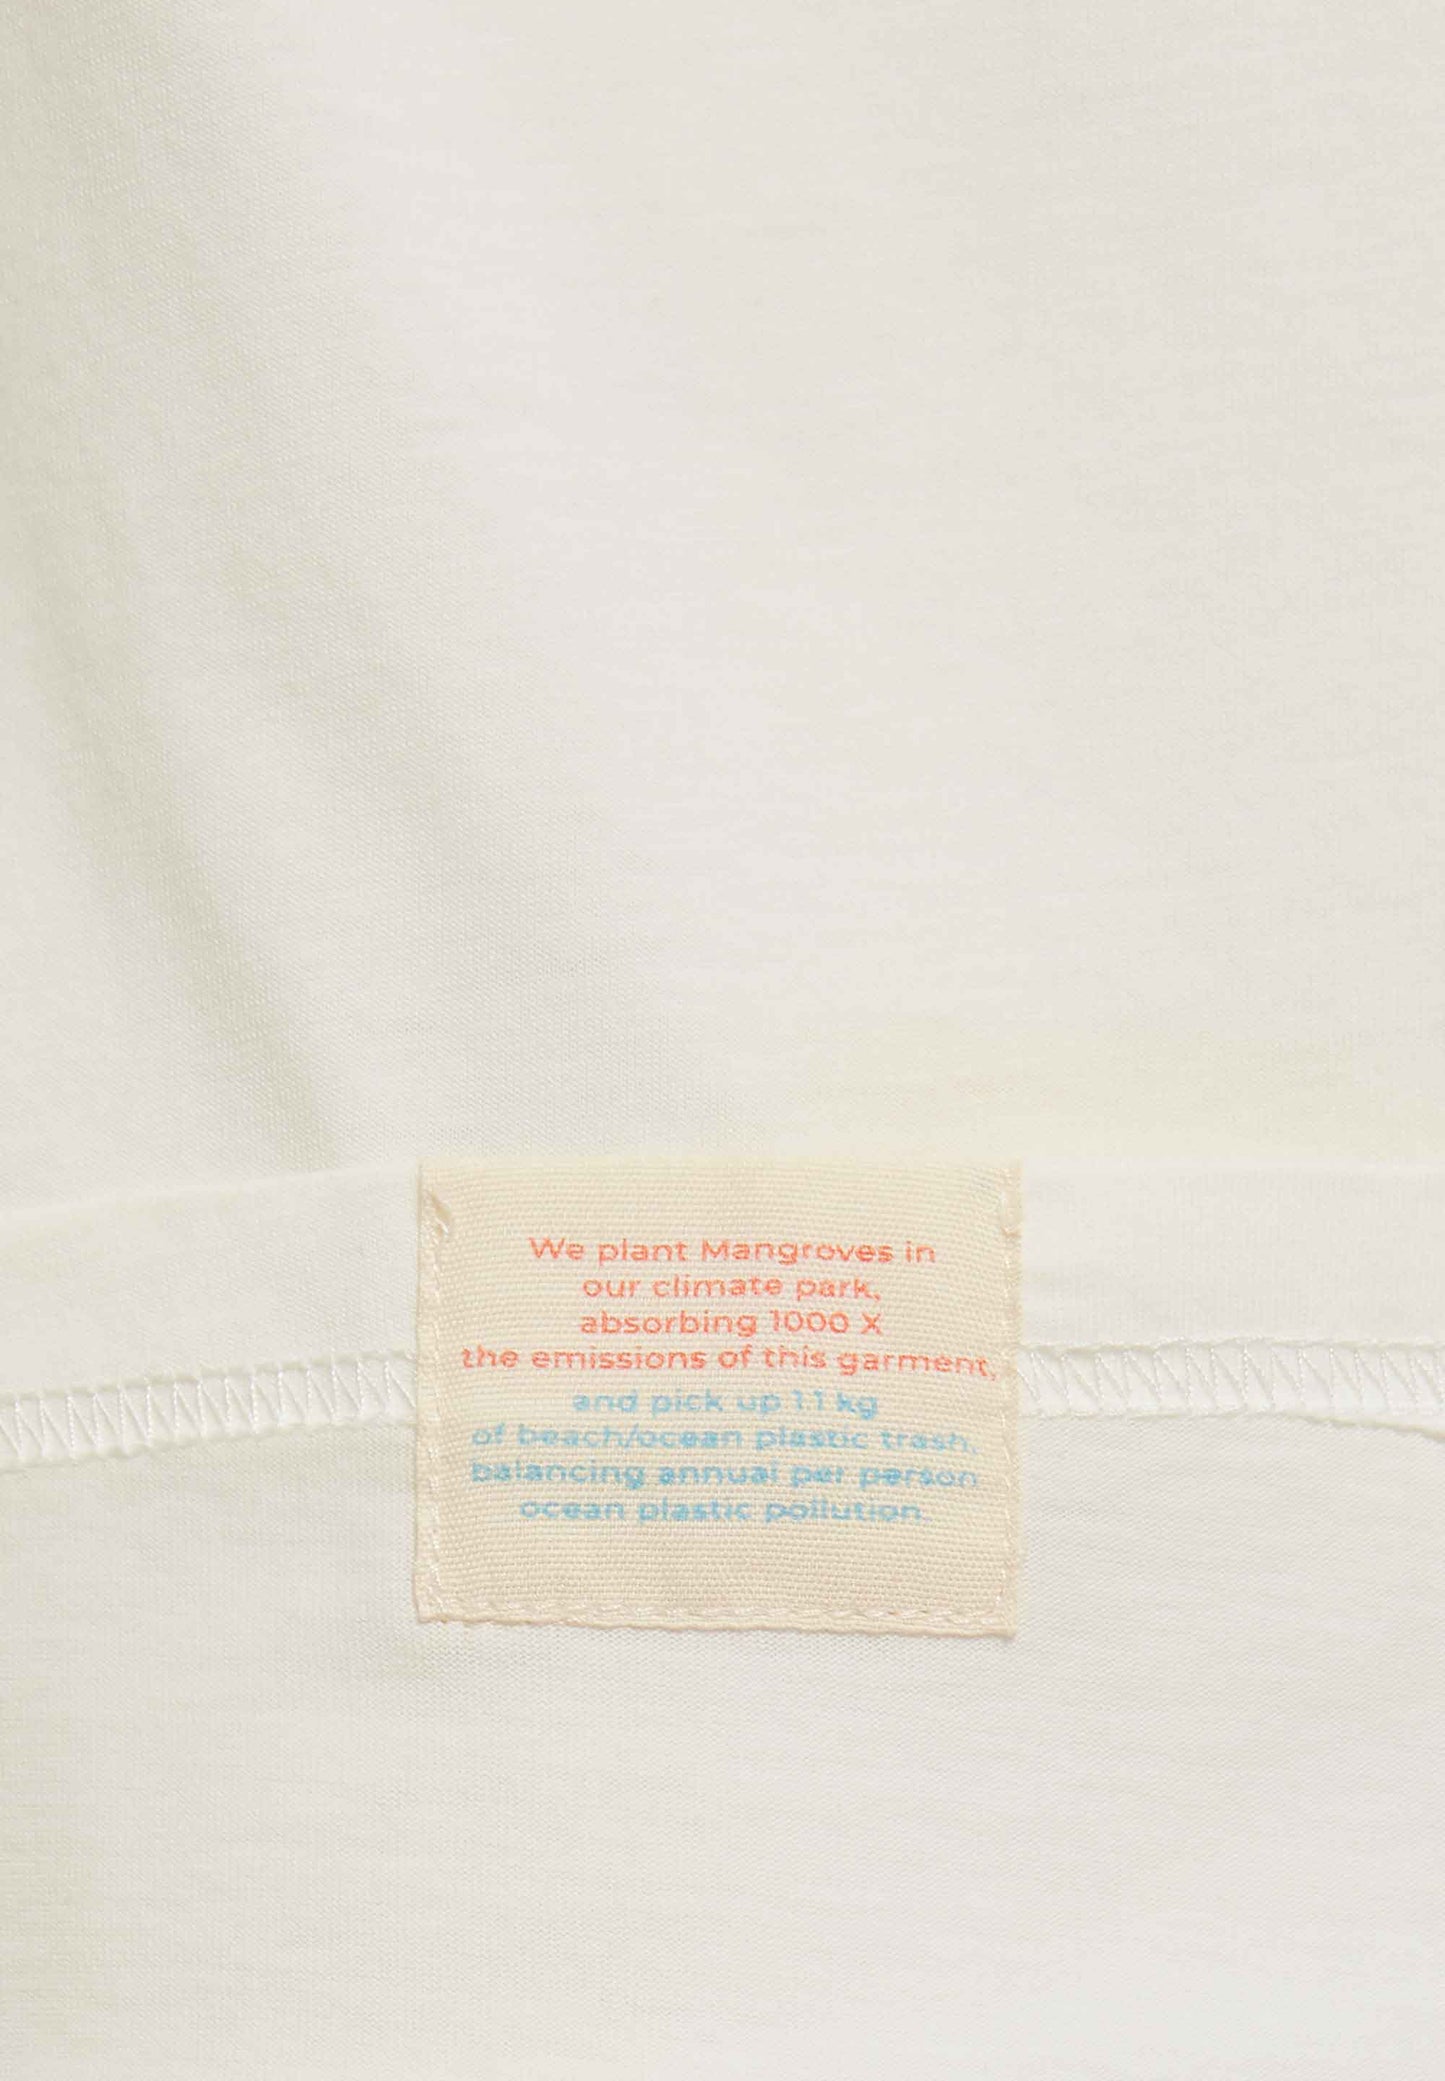 We plant Mangroves in
our climate park,
absorbing 1000 X
the emissions of this garment,
and pick up 1.1 kg
of beach/ocean plastic trash,
balancing annual per person
ocean plastic pollution.